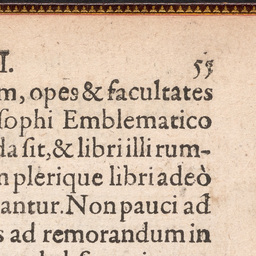 I. 53
m, opes & facultates
sophi Emblematico
da sit, & libri illi rum-
n plerique libri adeò
antur. Non pauci ad
s ad remorandum in